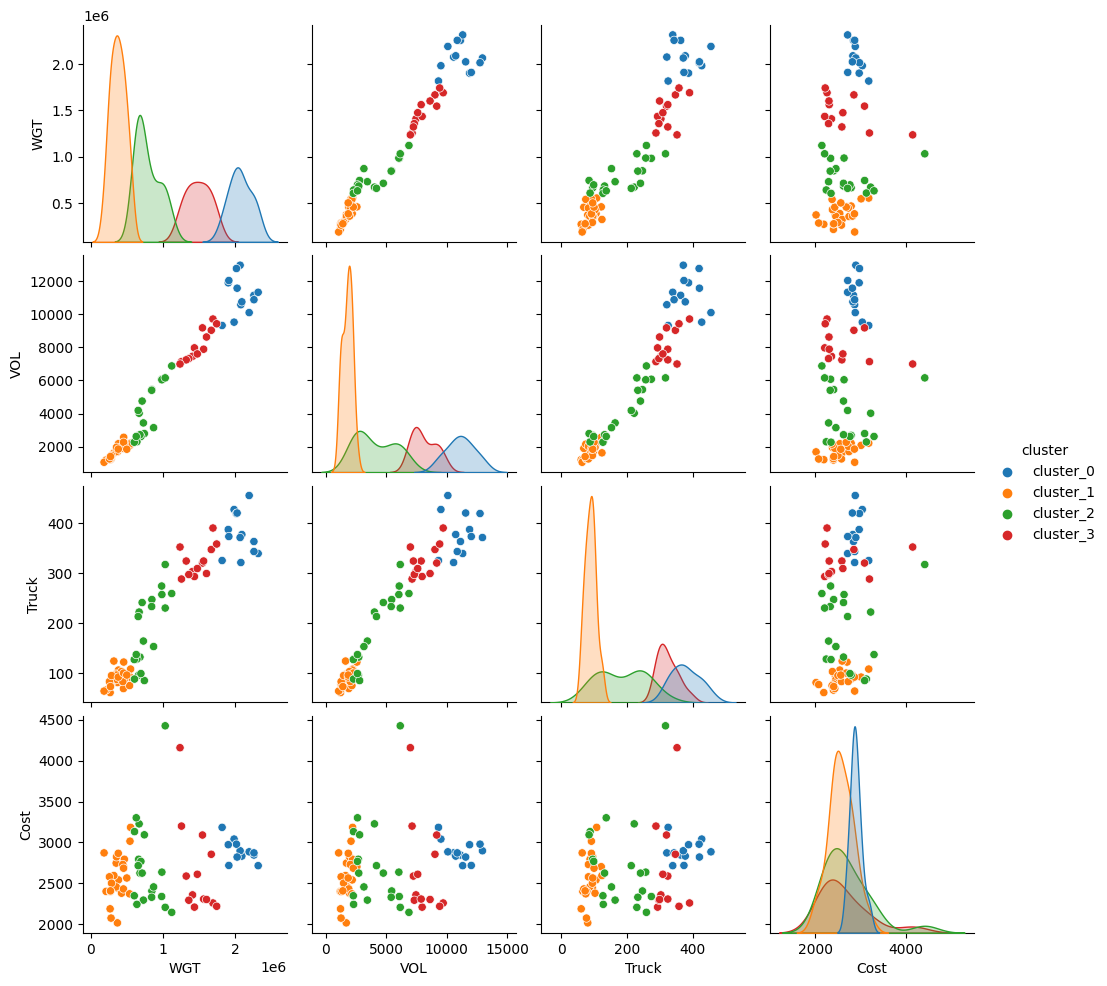 1e6
WGT
2.0
1.5
1.0
0.5
VOL
12000
10000
8000
6000
4000
2000
cluster
cluster_0
cluster_1
cluster_2
cluster_3
Truck
400
300
200
100
Cost
4500
4000
3500
3000
2500
2000
0 1 2
1e6
0 5000 10000 15000
0 200 400
2000 4000
WGT VOL Truck Cost